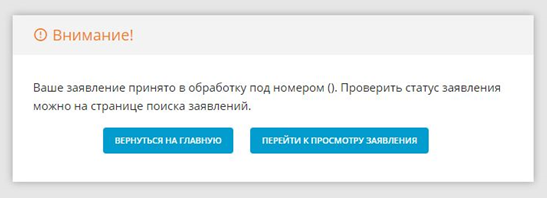 Внимание!
Ваше заявление принято в обработку под номером (). Проверить статус заявления
можно на странице поиска заявлений.
ВЕРНУТЬСЯ НА ГЛАВНУЮ ПЕРЕЙТИ К ПРОСМОТРУ ЗАЯВЛЕНИЯ